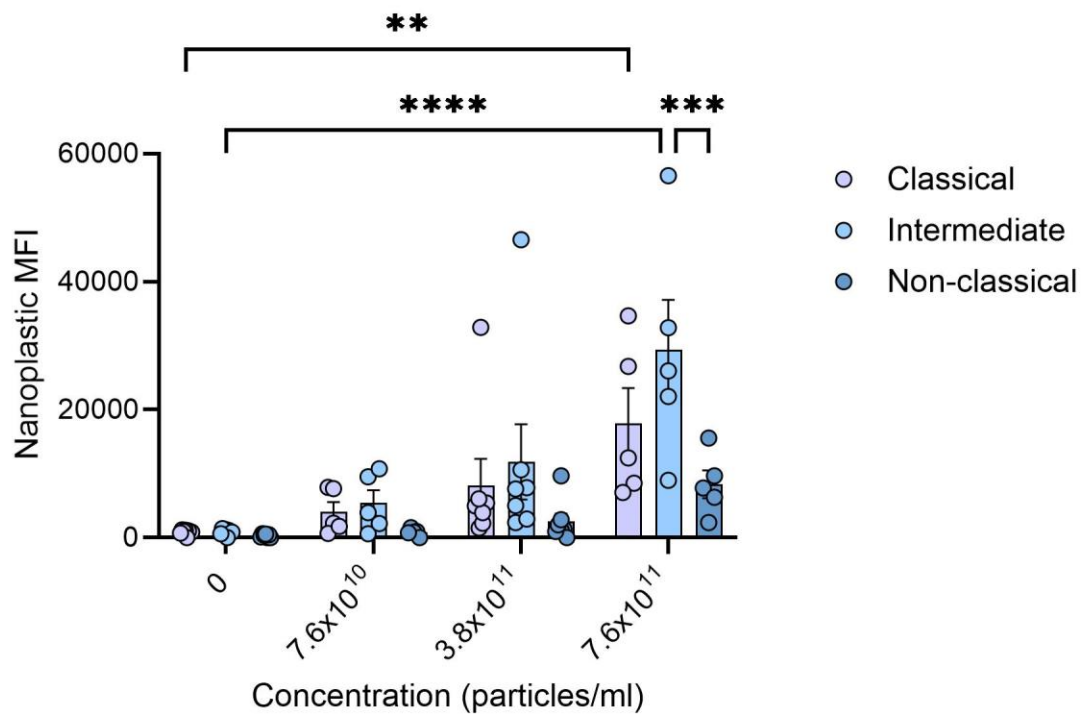 **
****
***
60000
40000
20000
0
Nanoplastic MFI
Classical
Intermediate
Non-classical
0
7.6x10¹⁰
3.8x10¹¹
7.6x10¹¹
Concentration (particles/ml)